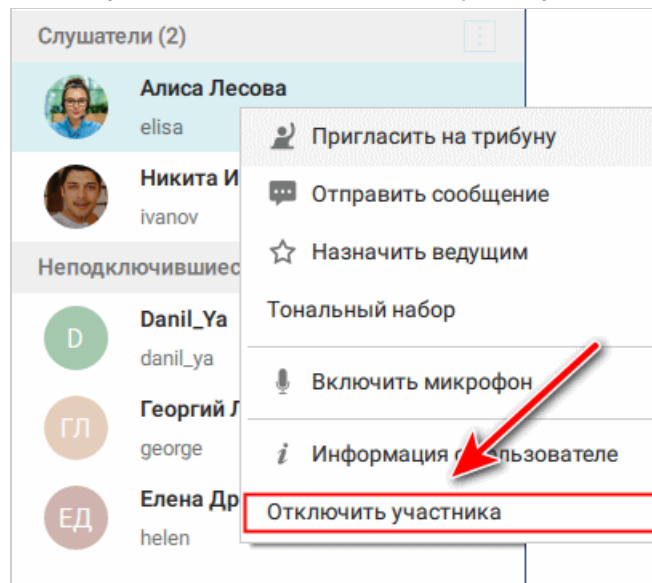 Слушатели (2)
Алиса Лесова
elisa
Пригласить на трибуну
Никита И
Отправить сообщение
ivanov
Назначить ведущим
Неподключившиес
Тональный набор
D
Danil_Ya
danil_ya
Включить микрофон
ГЛ
Георгий Л
george
Информация о пользователе
ЕД
Елена Др
Отключить участника
helen